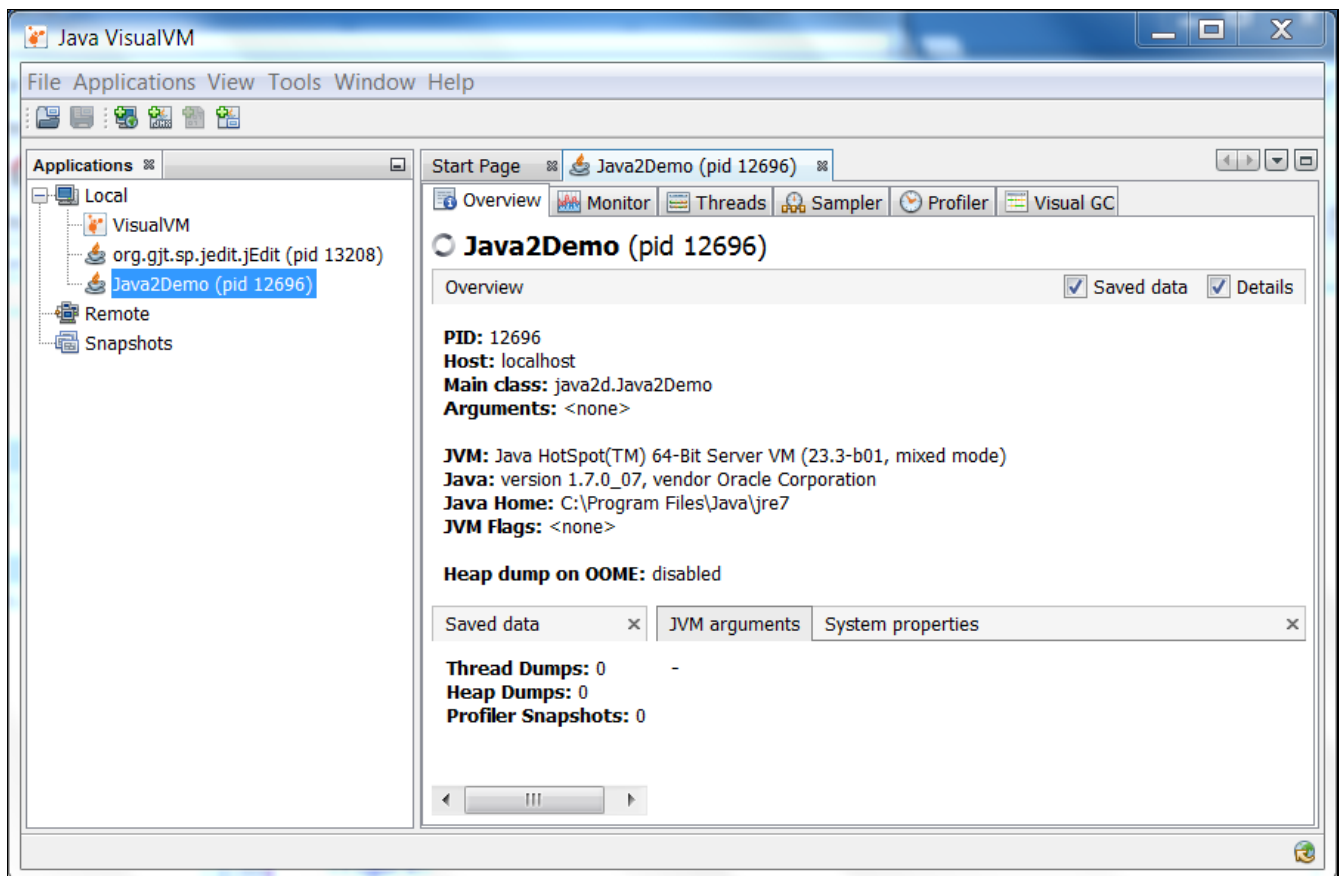 Java VisualVM
File Applications View Tools Window Help
Applications
Local
VisualVM
org.gjt.sp.jedit.jEdit (pid 13208)
Java2Demo (pid 12696)
Remote
Snapshots
Start Page Java2Demo (pid 12696)
Overview Monitor Threads Sampler Profiler Visual GC
Java2Demo (pid 12696)
Overview Saved data Details
PID: 12696
Host: localhost
Main class: java2d.Java2Demo
Arguments: <none>
JVM: Java HotSpot(TM) 64-Bit Server VM (23.3-b01, mixed mode)
Java: version 1.7.0_07, vendor Oracle Corporation
Java Home: C:\Program Files\Java\jre7
JVM Flags: <none>
Heap dump on OOME: disabled
Saved data JVM arguments System properties
Thread Dumps: 0 -
Heap Dumps: 0
Profiler Snapshots: 0